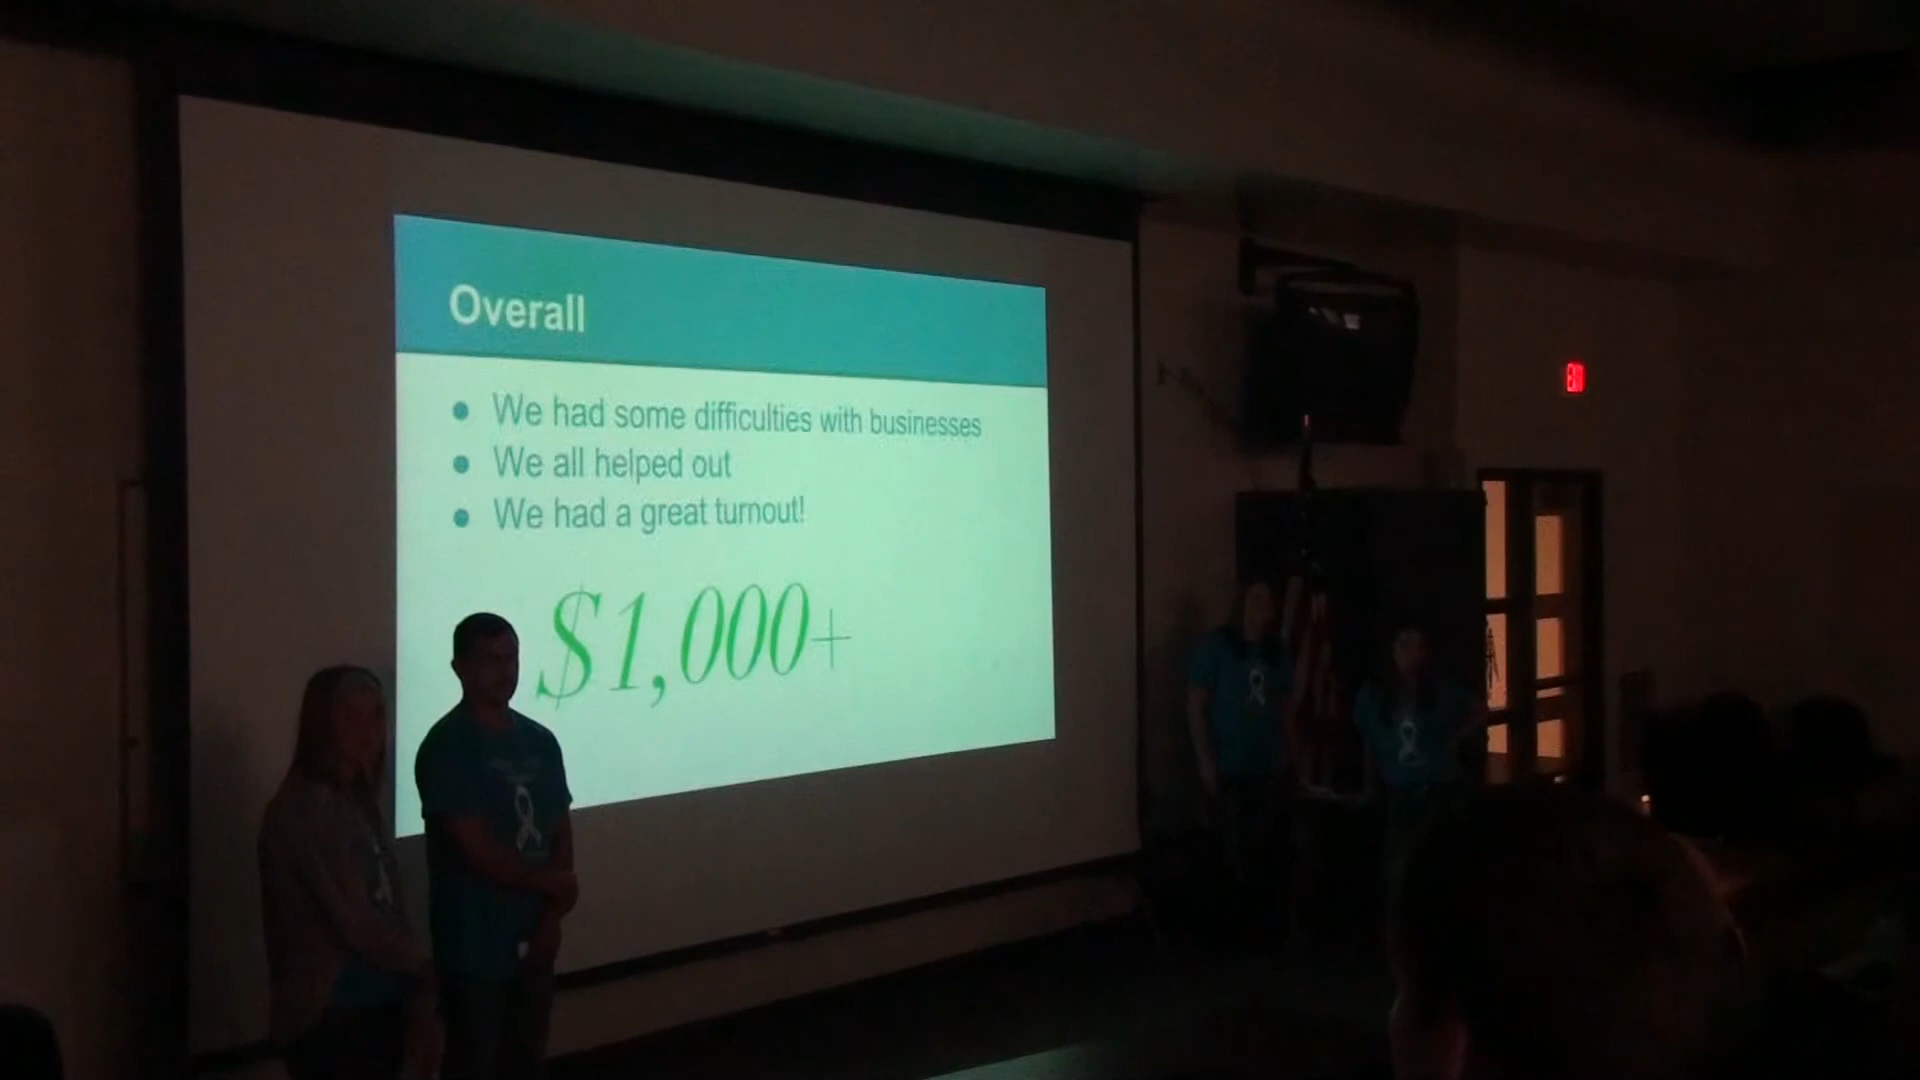 Overall
• We had some difficulties with businesses
• We all helped out
• We had a great turnout!
$1,000+